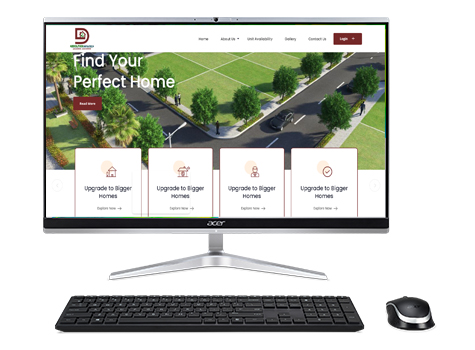 Home About Us Unit Availability Gallery Contact Us Login
Find Your
Perfect Home
Read More
Upgrade to Bigger Upgrade to Bigger Upgrade to Bigger Upgrade to Bigger
Homes Homes Homes Homes
Explore Now Explore Now Explore Now Explore Now
acer